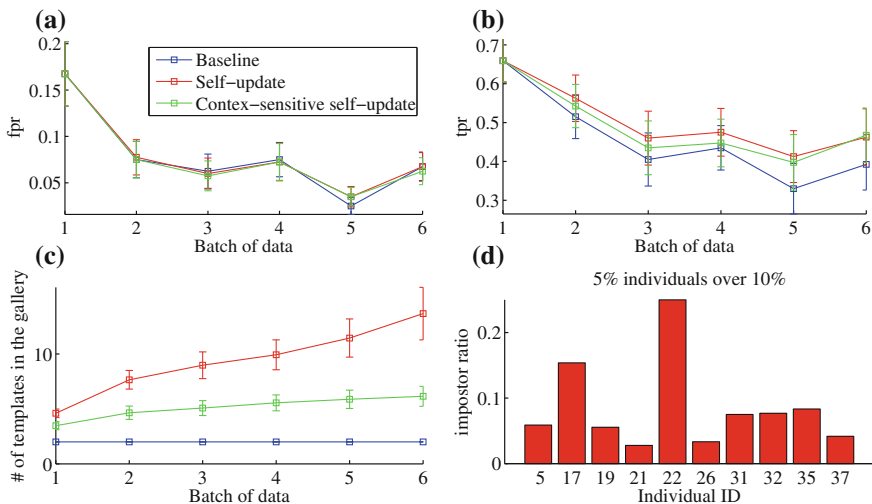 (a)
0.2
0.15
0.1
0.05
fpr
Baseline
Self-update
Contex-sensitive self-update
1 2 3 4 5 6
Batch of data
(b)
0.7
0.6
0.5
0.4
0.3
tpr
1 2 3 4 5 6
Batch of data
(c)
10
0
# of templates in the gallery
1 2 3 4 5 6
Batch of data
(d)
5% individuals over 10%
0.2
0.1
0
impostor ratio
5 17 19 21 22 26 31 32 35 37
Individual ID